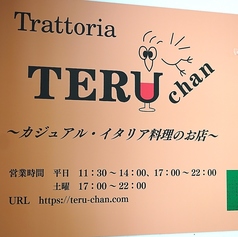 Trattoria
TERU chan
～カジュアル・イタリア料理のお店～
営業時間 平日 11：30～14：00、17：00～22：00
土曜 17：00～22：00
URL https://teru-chan.com